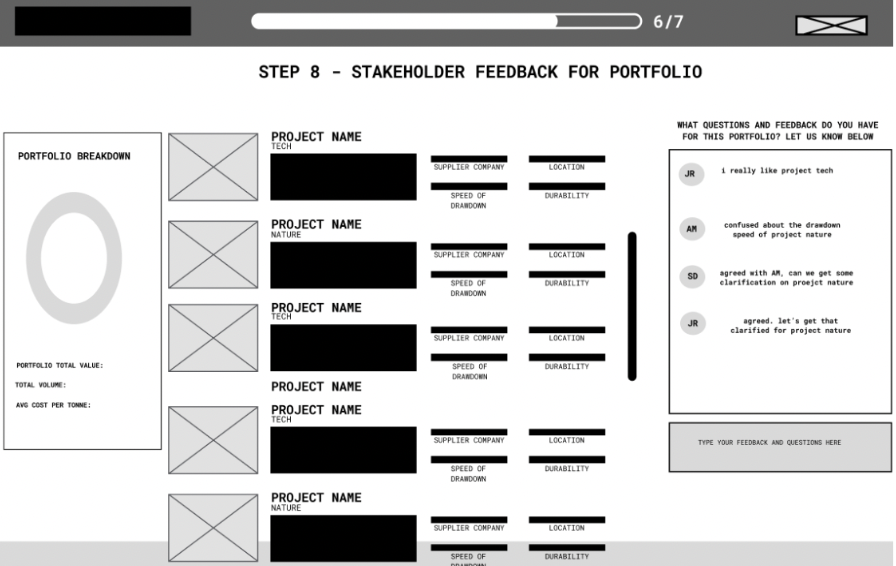 6/7
STEP 8 - STAKEHOLDER FEEDBACK FOR PORTFOLIO
PORTFOLIO BREAKDOWN
PORTFOLIO TOTAL VALUE:
TOTAL VOLUME:
AVG COST PER TONNE:
PROJECT NAME
TECH
SUPPLIER COMPANY
LOCATION
SPEED OF
DRAWDOWN
DURABILITY
PROJECT NAME
NATURE
SUPPLIER COMPANY
LOCATION
SPEED OF
DRAWDOWN
DURABILITY
PROJECT NAME
TECH
SUPPLIER COMPANY
LOCATION
SPEED OF
DRAWDOWN
DURABILITY
PROJECT NAME
PROJECT NAME
TECH
SUPPLIER COMPANY
LOCATION
SPEED OF
DRAWDOWN
DURABILITY
PROJECT NAME
NATURE
SUPPLIER COMPANY
LOCATION
SPEED OF
DRAWDOWN
DURABILITY
WHAT QUESTIONS AND FEEDBACK DO YOU HAVE
FOR THIS PORTFOLIO? LET US KNOW BELOW
JR
i really like project tech
AM
confused about the drawdown
speed of project nature
SD
agreed with AM, can we get some
clarification on proejct nature
JR
agreed. let's get that
clarified for project nature
TYPE YOUR FEEDBACK AND QUESTIONS HERE